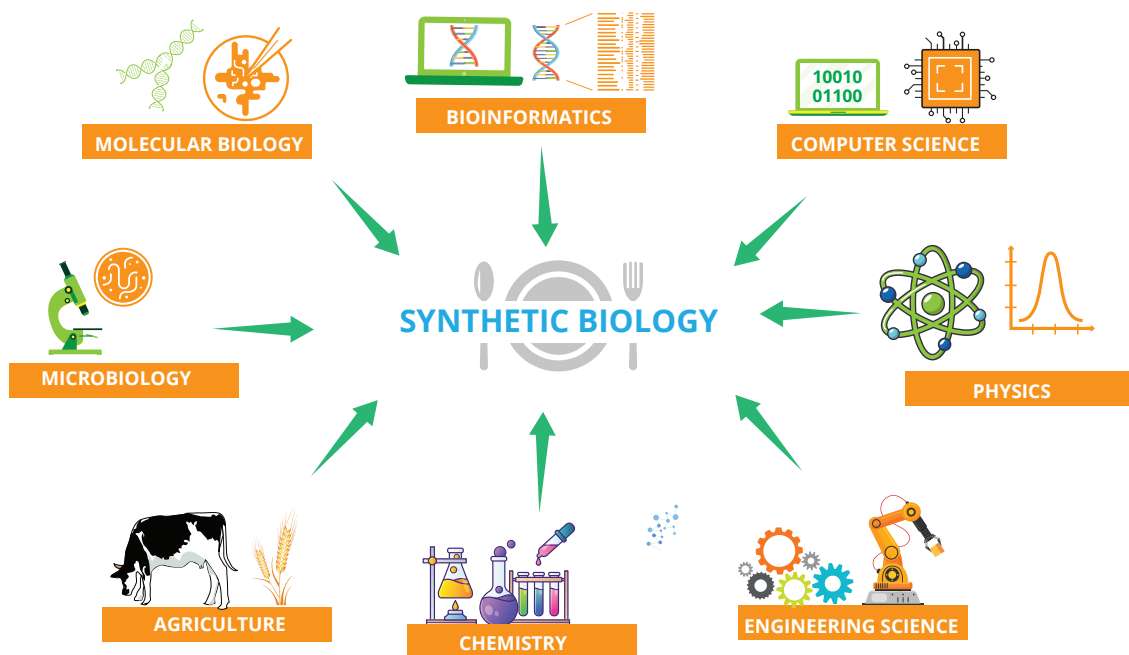 BIOINFORMATICS
10010
01100
MOLECULAR BIOLOGY
COMPUTER SCIENCE
SYNTHETIC BIOLOGY
MICROBIOLOGY
PHYSICS
AGRICULTURE
CHEMISTRY
ENGINEERING SCIENCE